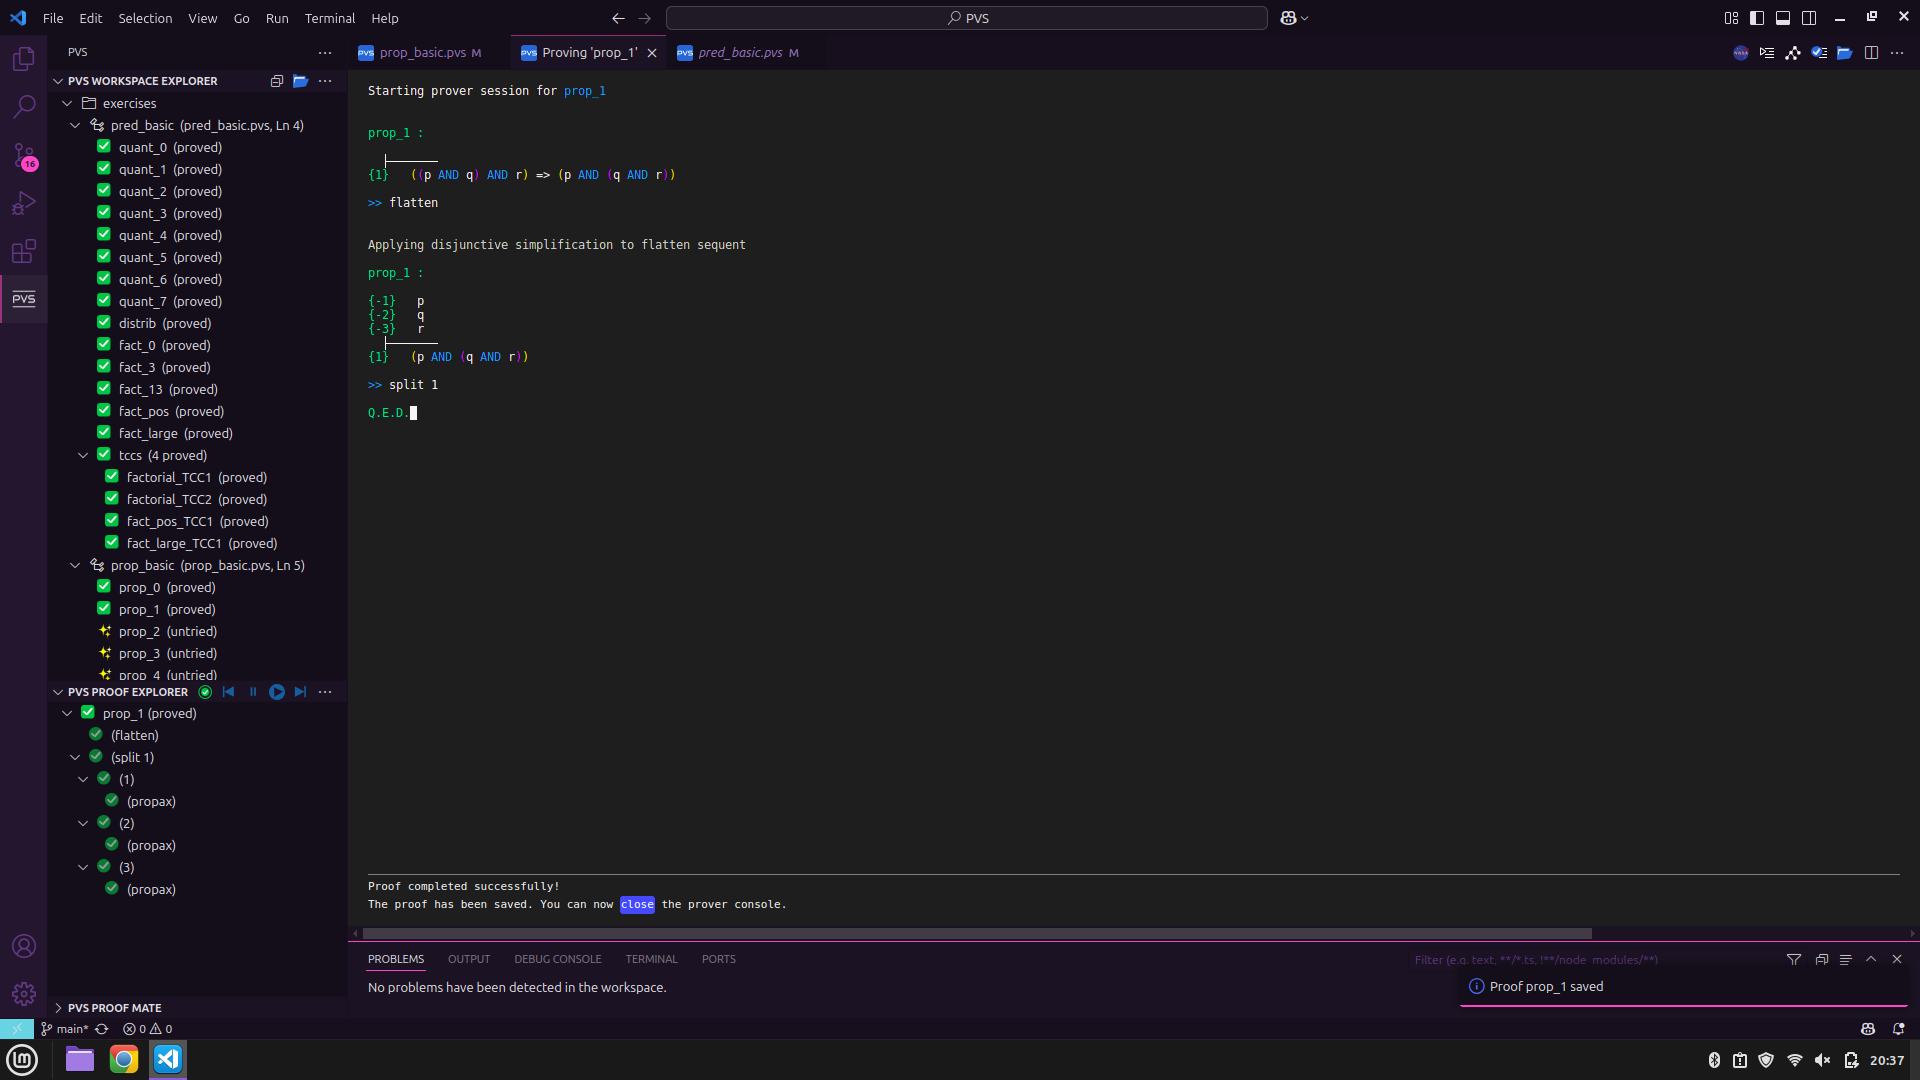 File Edit Selection View Go Run Terminal Help
PVS
PVS
prop_basic.pvs M
Proving 'prop_1'
pred_basic.pvs M
PVS WORKSPACE EXPLORER
exercises
pred_basic (pred_basic.pvs, Ln 4)
quant_0 (proved)
quant_1 (proved)
quant_2 (proved)
quant_3 (proved)
quant_4 (proved)
quant_5 (proved)
quant_6 (proved)
quant_7 (proved)
distrib (proved)
fact_0 (proved)
fact_3 (proved)
fact_13 (proved)
fact_pos (proved)
fact_large (proved)
tccs (4 proved)
factorial_TCC1 (proved)
factorial_TCC2 (proved)
fact_pos_TCC1 (proved)
fact_large_TCC1 (proved)
prop_basic (prop_basic.pvs, Ln 5)
prop_0 (proved)
prop_1 (proved)
prop_2 (untried)
prop_3 (untried)
prop_4 (untried)
16
PVS
PVS PROOF EXPLORER
prop_1 (proved)
(flatten)
(split 1)
(1)
(propax)
(2)
(propax)
(3)
(propax)
PVS PROOF MATE
Starting prover session for prop_1
prop_1 :
{1} ((p AND q) AND r) => (p AND (q AND r))
>> flatten
Applying disjunctive simplification to flatten sequent
prop_1 :
{-1} p
{-2} q
{-3} r
{1} (p AND (q AND r))
>> split 1
Q.E.D.
Proof completed successfully!
The proof has been saved. You can now close the prover console.
PROBLEMS OUTPUT DEBUG CONSOLE TERMINAL PORTS
Filter (e.g. text, **/*.ts, !**/node_modules/**)
No problems have been detected in the workspace.
Proof prop_1 saved
main* 0 0
20:37